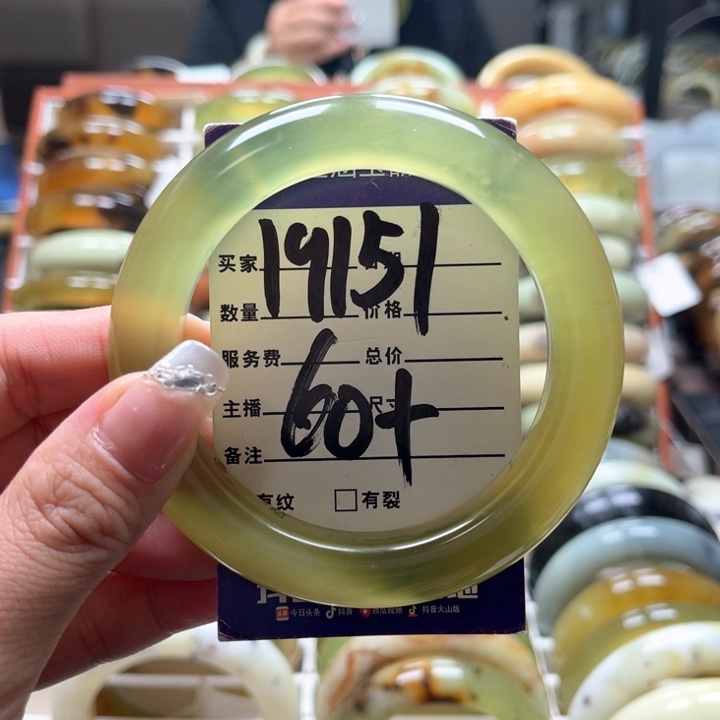 19151
买家
数量 价格
服务费 总价
60+
主播 尺寸
备注
有纹 □有裂
今日头条 抖音 西瓜视频 抖音火山版